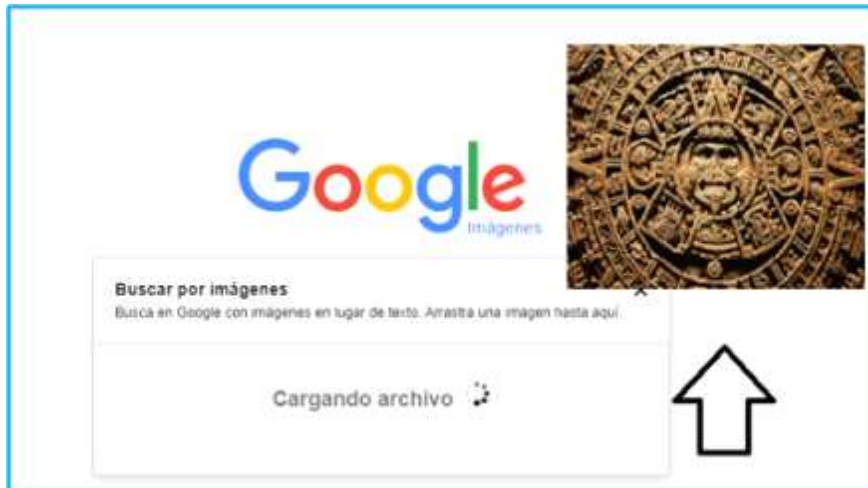 Google
Imágenes
Buscar por imágenes
Busca en Google con imágenes en lugar de texto. Arrastra una imagen hasta aquí.
Cargando archivo